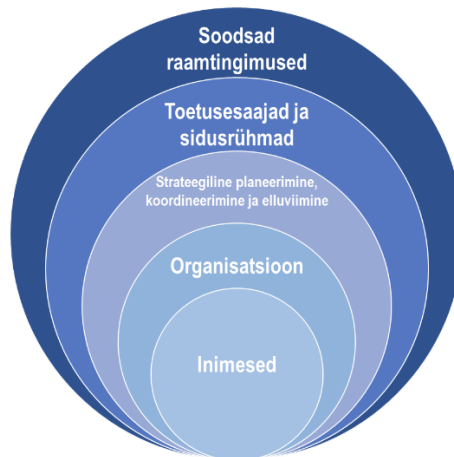 Soodsad
raamtingimused
Toetusesaajad ja
sidusrühmad
Strateegiline planeerimine,
koordineerimine ja elluviimine
Organisatsioon
Inimesed